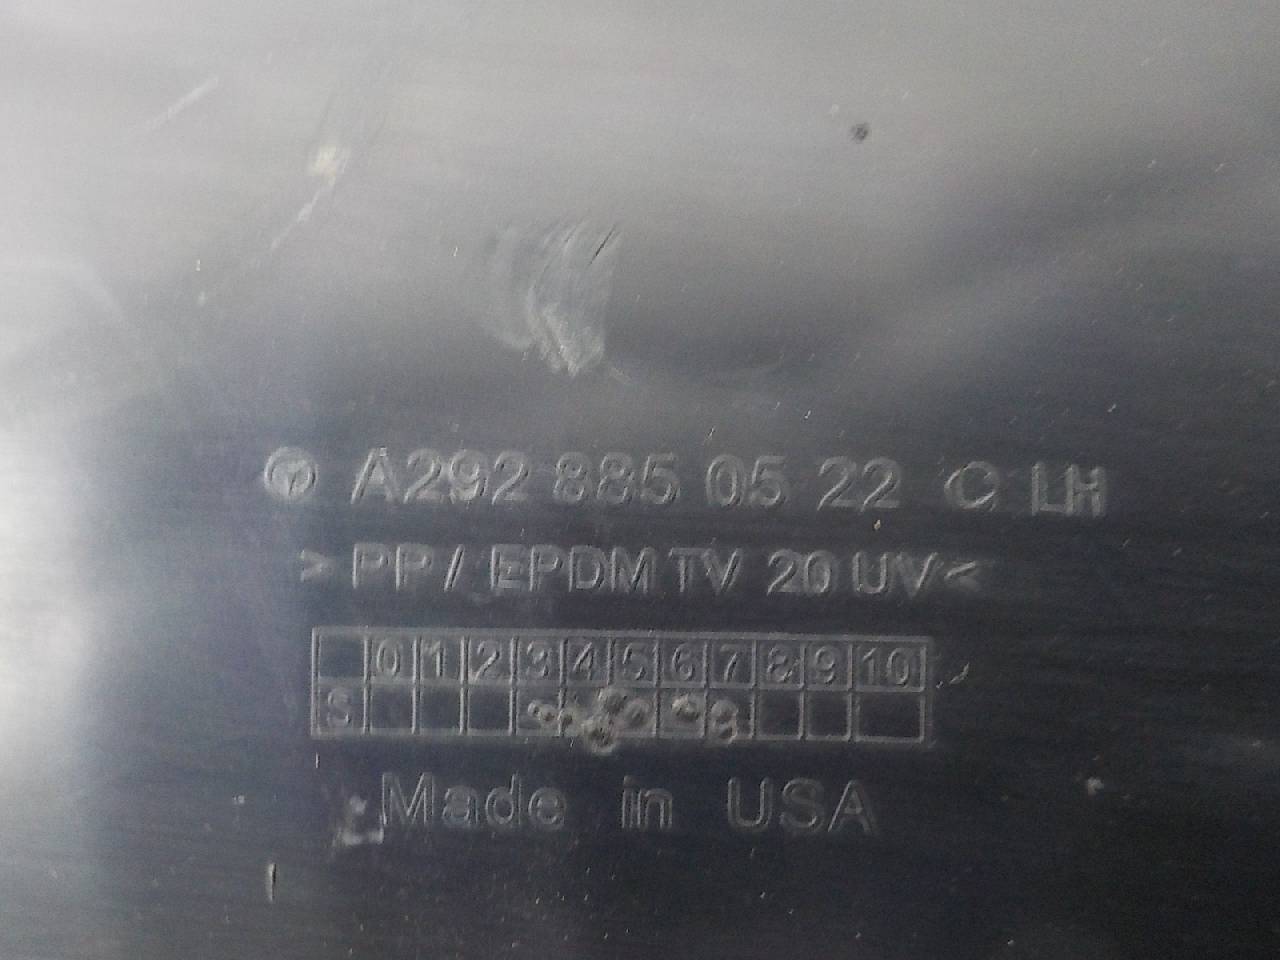 A292 885 05 22 C LH
>PP/ EPDM TV 20 UV<
0 1 2 3 4 5 6 7 8 9 10
S
Made in USA